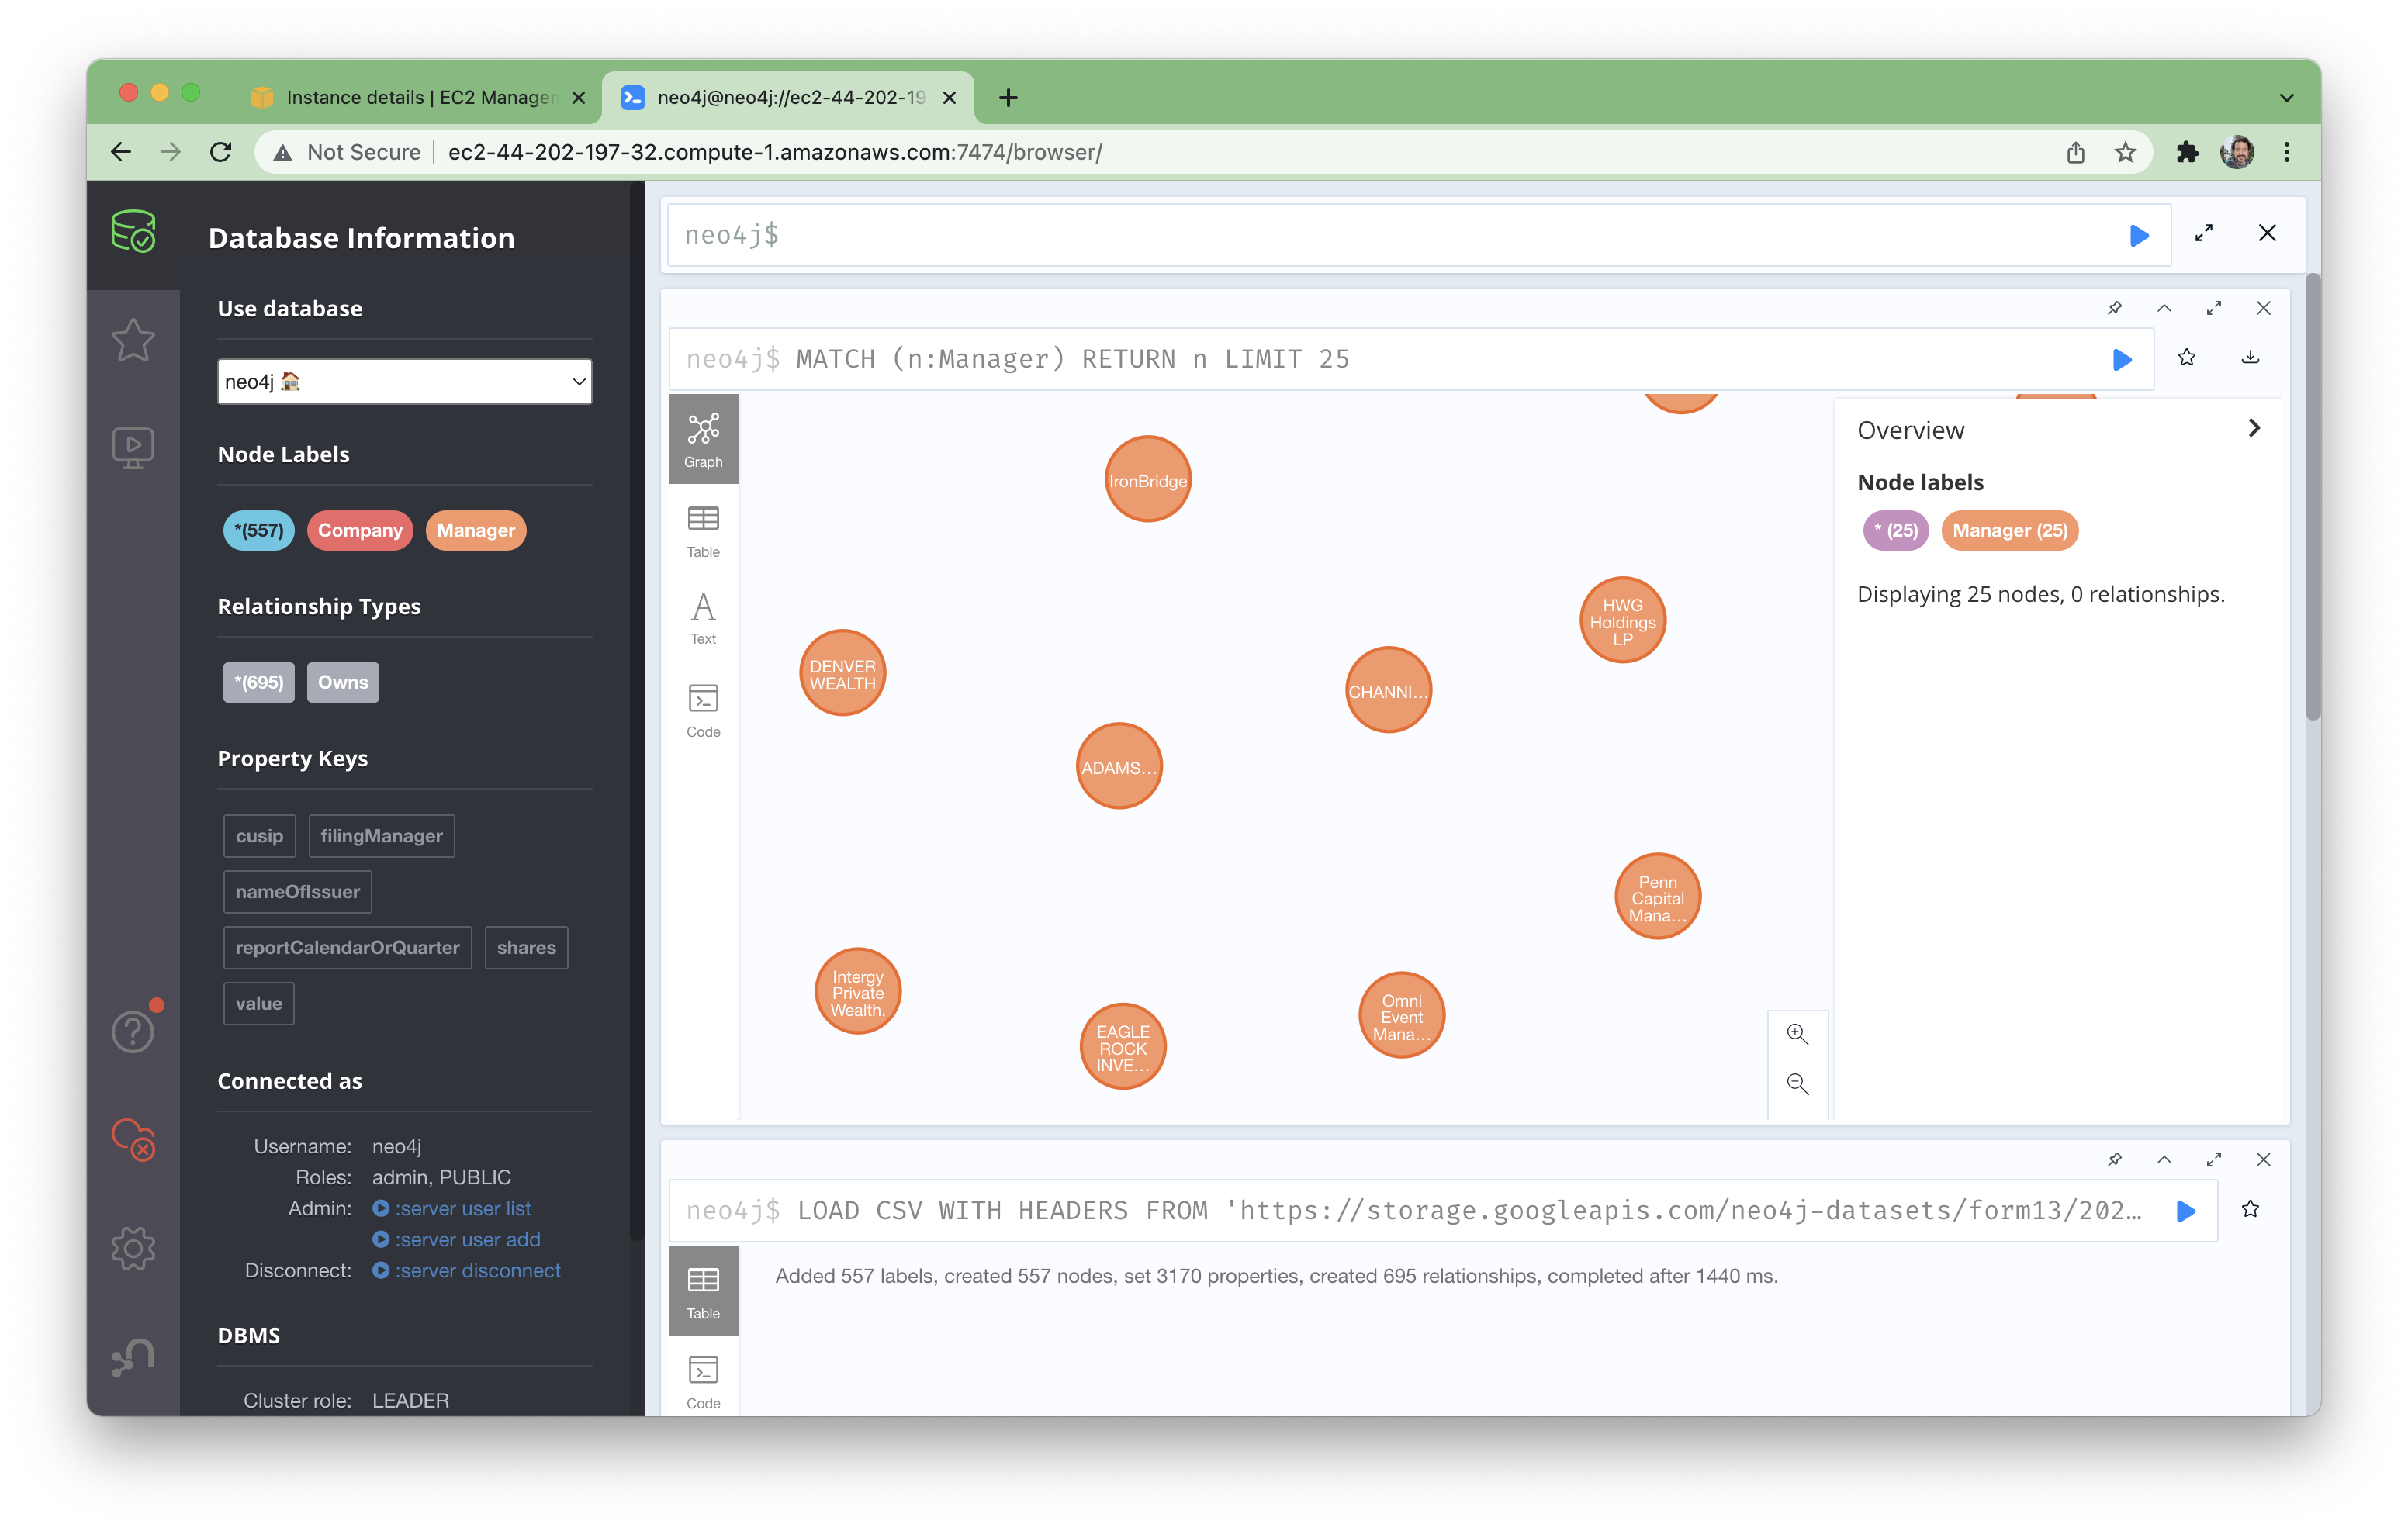 Instance details | EC2 Manager
neo4j@neo4j://ec2-44-202-197
Not Secure
ec2-44-202-197-32.compute-1.amazonaws.com:7474/browser/
Database Information
Use database
neo4j
Node Labels
*(557) Company Manager
Relationship Types
*(695) Owns
Property Keys
cusip filingManager
nameOfIssuer
reportCalendarOrQuarter shares
value
Connected as
Username: neo4j
Roles: admin, PUBLIC
Admin: :server user list
:server user add
Disconnect: :server disconnect
DBMS
Cluster role: LEADER
neo4j$
neo4j$ MATCH (n:Manager) RETURN n LIMIT 25
Graph
Table
Text
Code
IronBridge
HWG
Holdings
LP
DENVER
WEALTH
CHANNI...
ADAMS...
Penn
Capital
Mana...
Intergy
Private
Wealth,
EAGLE
ROCK
INVE...
Omni
Event
Mana...
Overview
Node labels
* (25) Manager (25)
Displaying 25 nodes, 0 relationships.
neo4j$ LOAD CSV WITH HEADERS FROM 'https://storage.googleapis.com/neo4j-datasets/form13/202...
Table
Code
Added 557 labels, created 557 nodes, set 3170 properties, created 695 relationships, completed after 1440 ms.